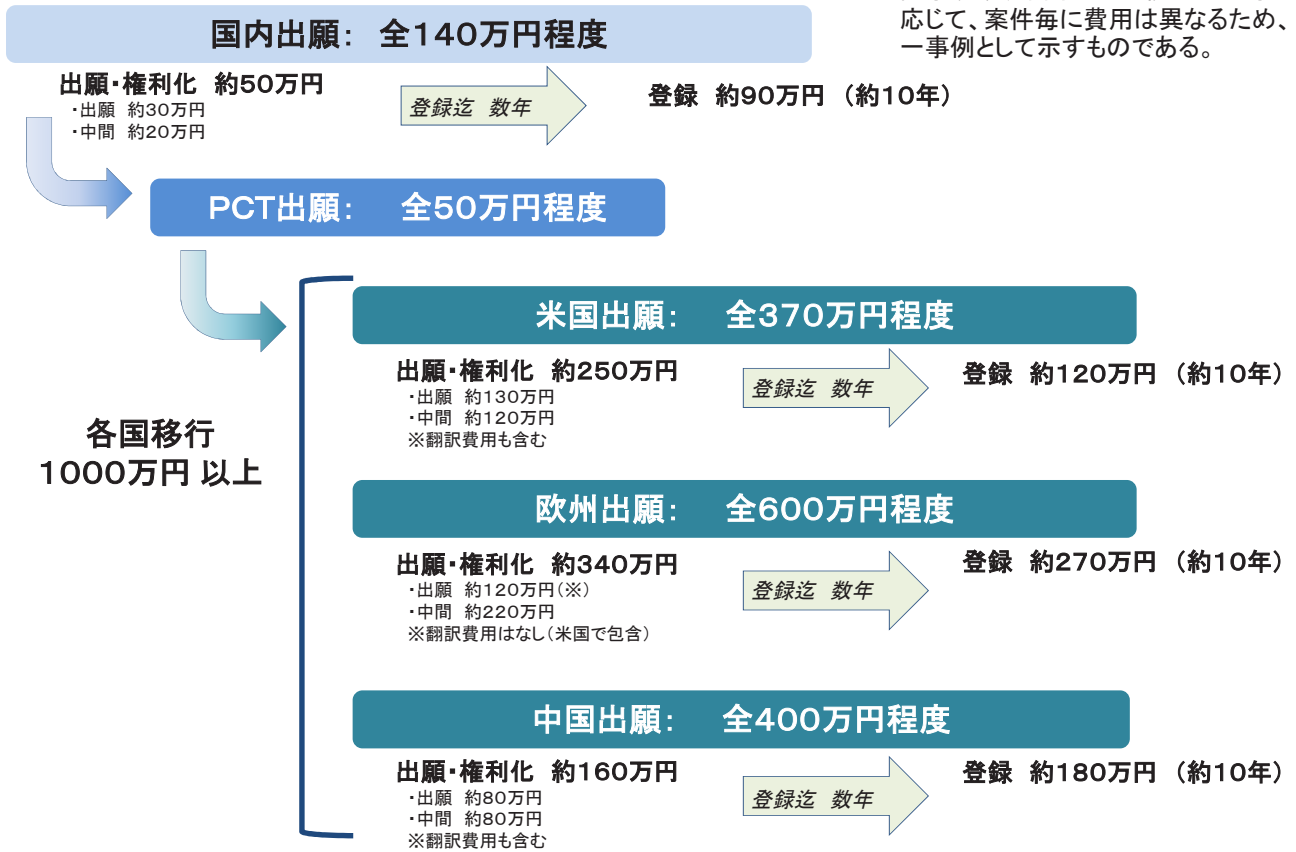 応じて、案件毎に費用は異なるため、
一事例として示すものである。
国内出願： 全140万円程度
出願・権利化 約50万円
・出願 約30万円
・中間 約20万円
登録迄 数年
登録 約90万円 （約10年）
PCT出願： 全50万円程度
各国移行
1000万円 以上
米国出願： 全370万円程度
出願・権利化 約250万円
・出願 約130万円
・中間 約120万円
※翻訳費用も含む
登録迄 数年
登録 約120万円 （約10年）
欧州出願： 全600万円程度
出願・権利化 約340万円
・出願 約120万円（※）
・中間 約220万円
※翻訳費用はなし（米国で包含）
登録迄 数年
登録 約270万円 （約10年）
中国出願： 全400万円程度
出願・権利化 約160万円
・出願 約80万円
・中間 約80万円
※翻訳費用も含む
登録迄 数年
登録 約180万円 （約10年）